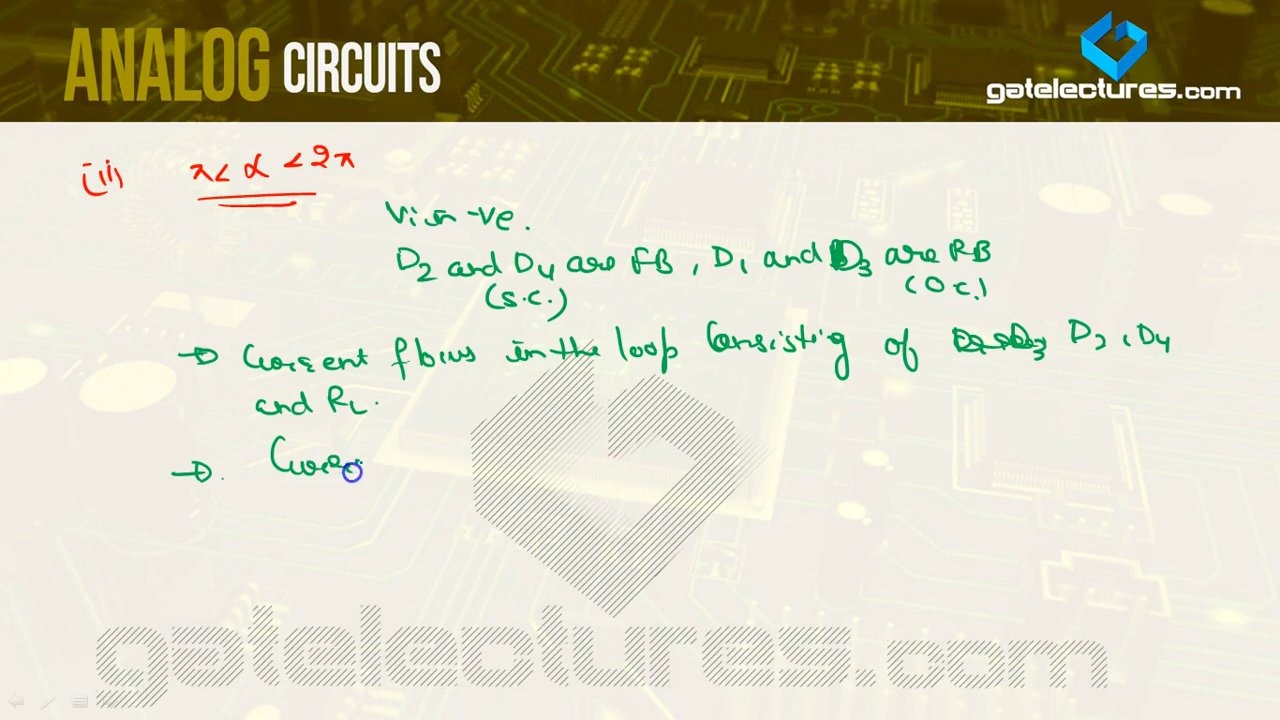 ANALOG CIRCUITS
gatelectures.com
(ii) π < α < 2π
Vi is -ve.
D2 and D4 are FB, D1 and D3 are RB
(s.c.) (O.C.)
→ Current flows in the loop consisting of D2, D4
and RL.
→ Curre
gatelectures.com